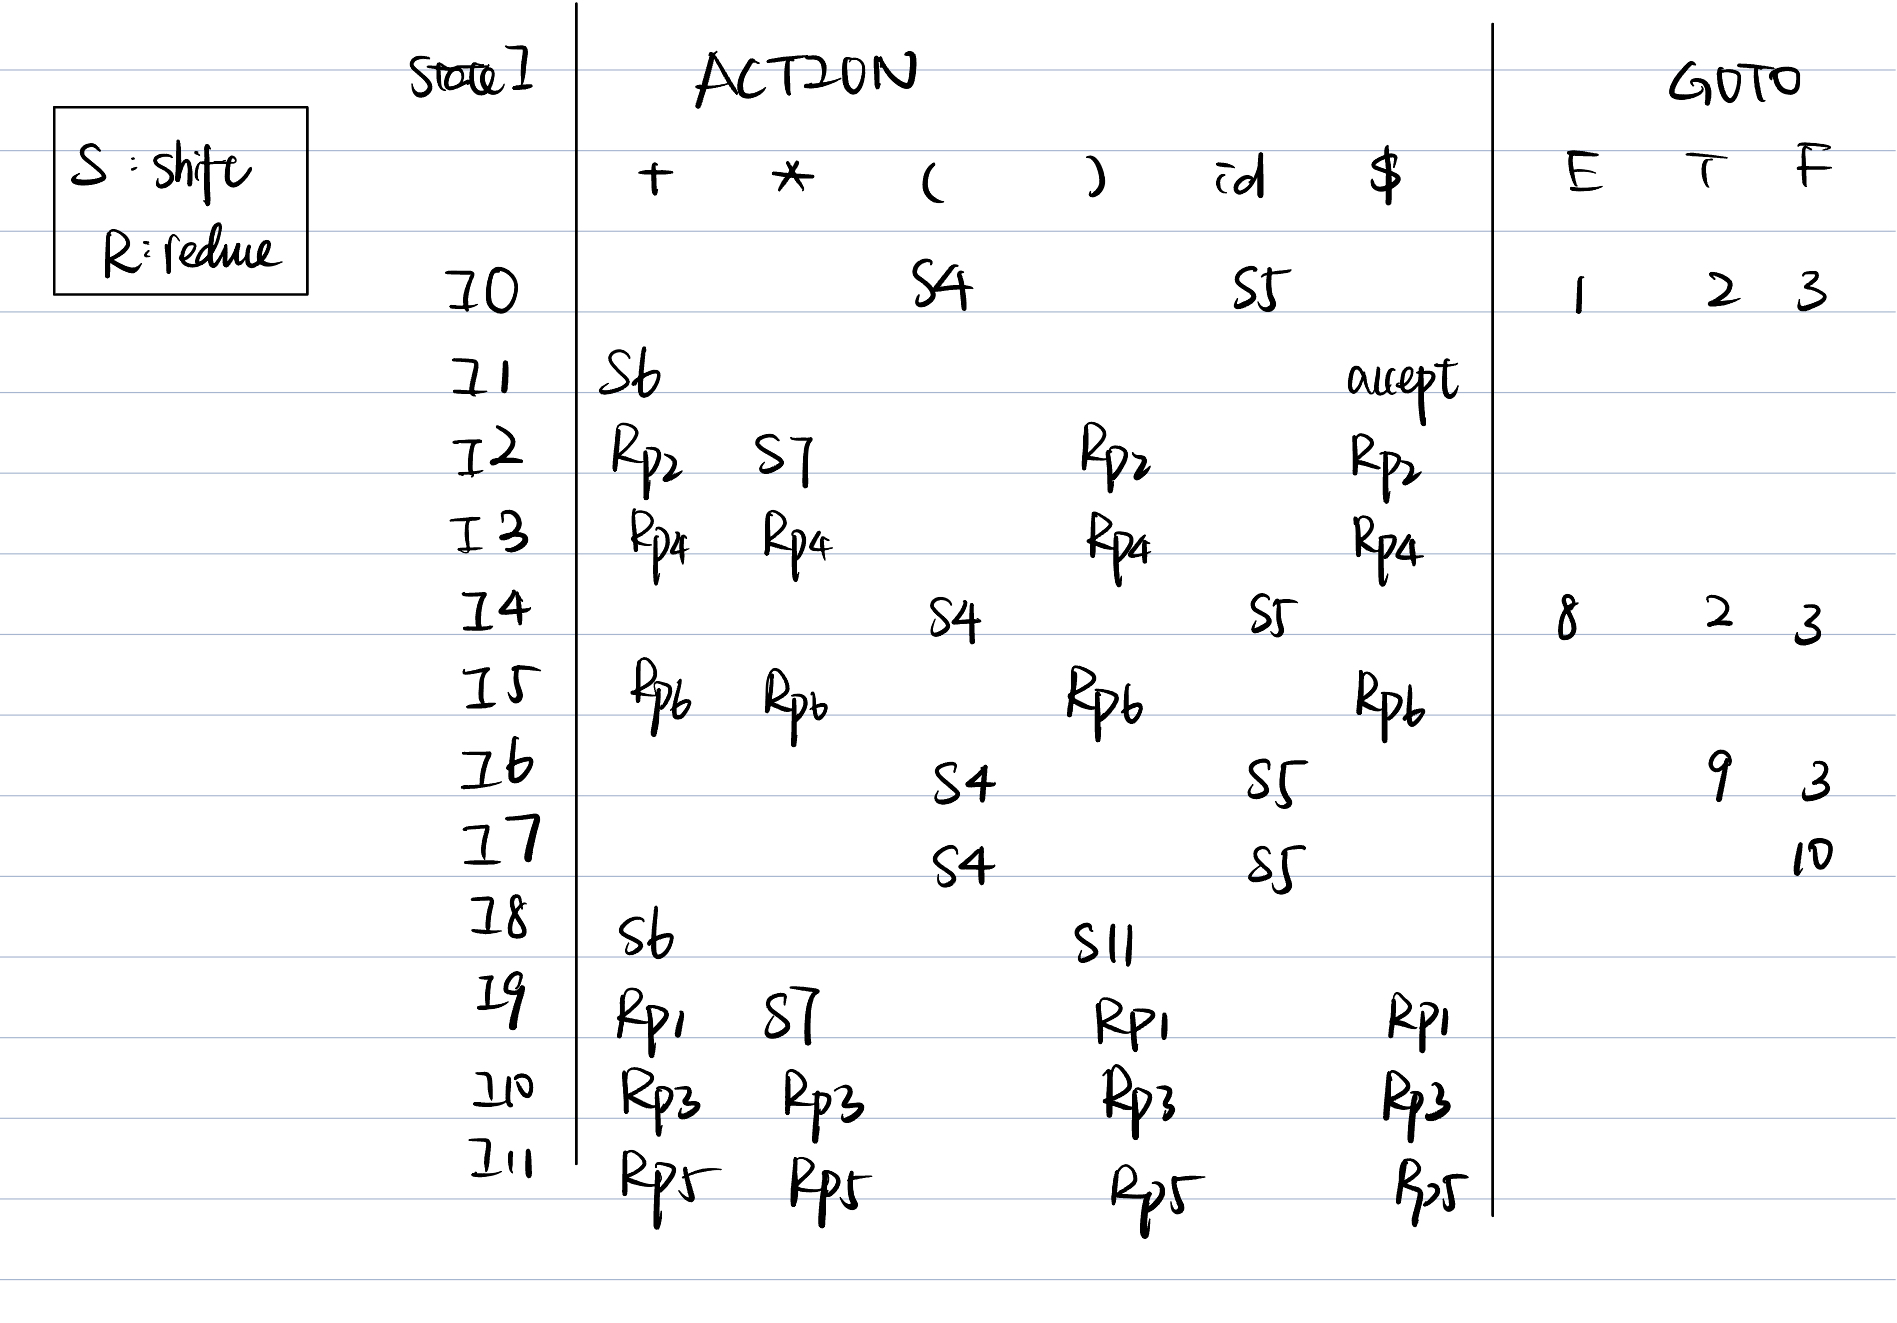 State I ACTION GOTO
S : shift
R : reduce
+ * ( ) id $ E T F
I0 S4 S5 1 2 3
I1 S6 accept
I2 Rp2 S7 Rp2 Rp2
I3 Rp4 Rp4 Rp4 Rp4
I4 S4 S5 8 2 3
I5 Rp6 Rp6 Rp6 Rp6
I6 S4 S5 9 3
I7 S4 S5 10
I8 S6 S11
I9 Rp1 S7 Rp1 Rp1
I10 Rp3 Rp3 Rp3 Rp3
I11 Rp5 Rp5 Rp5 Rp5